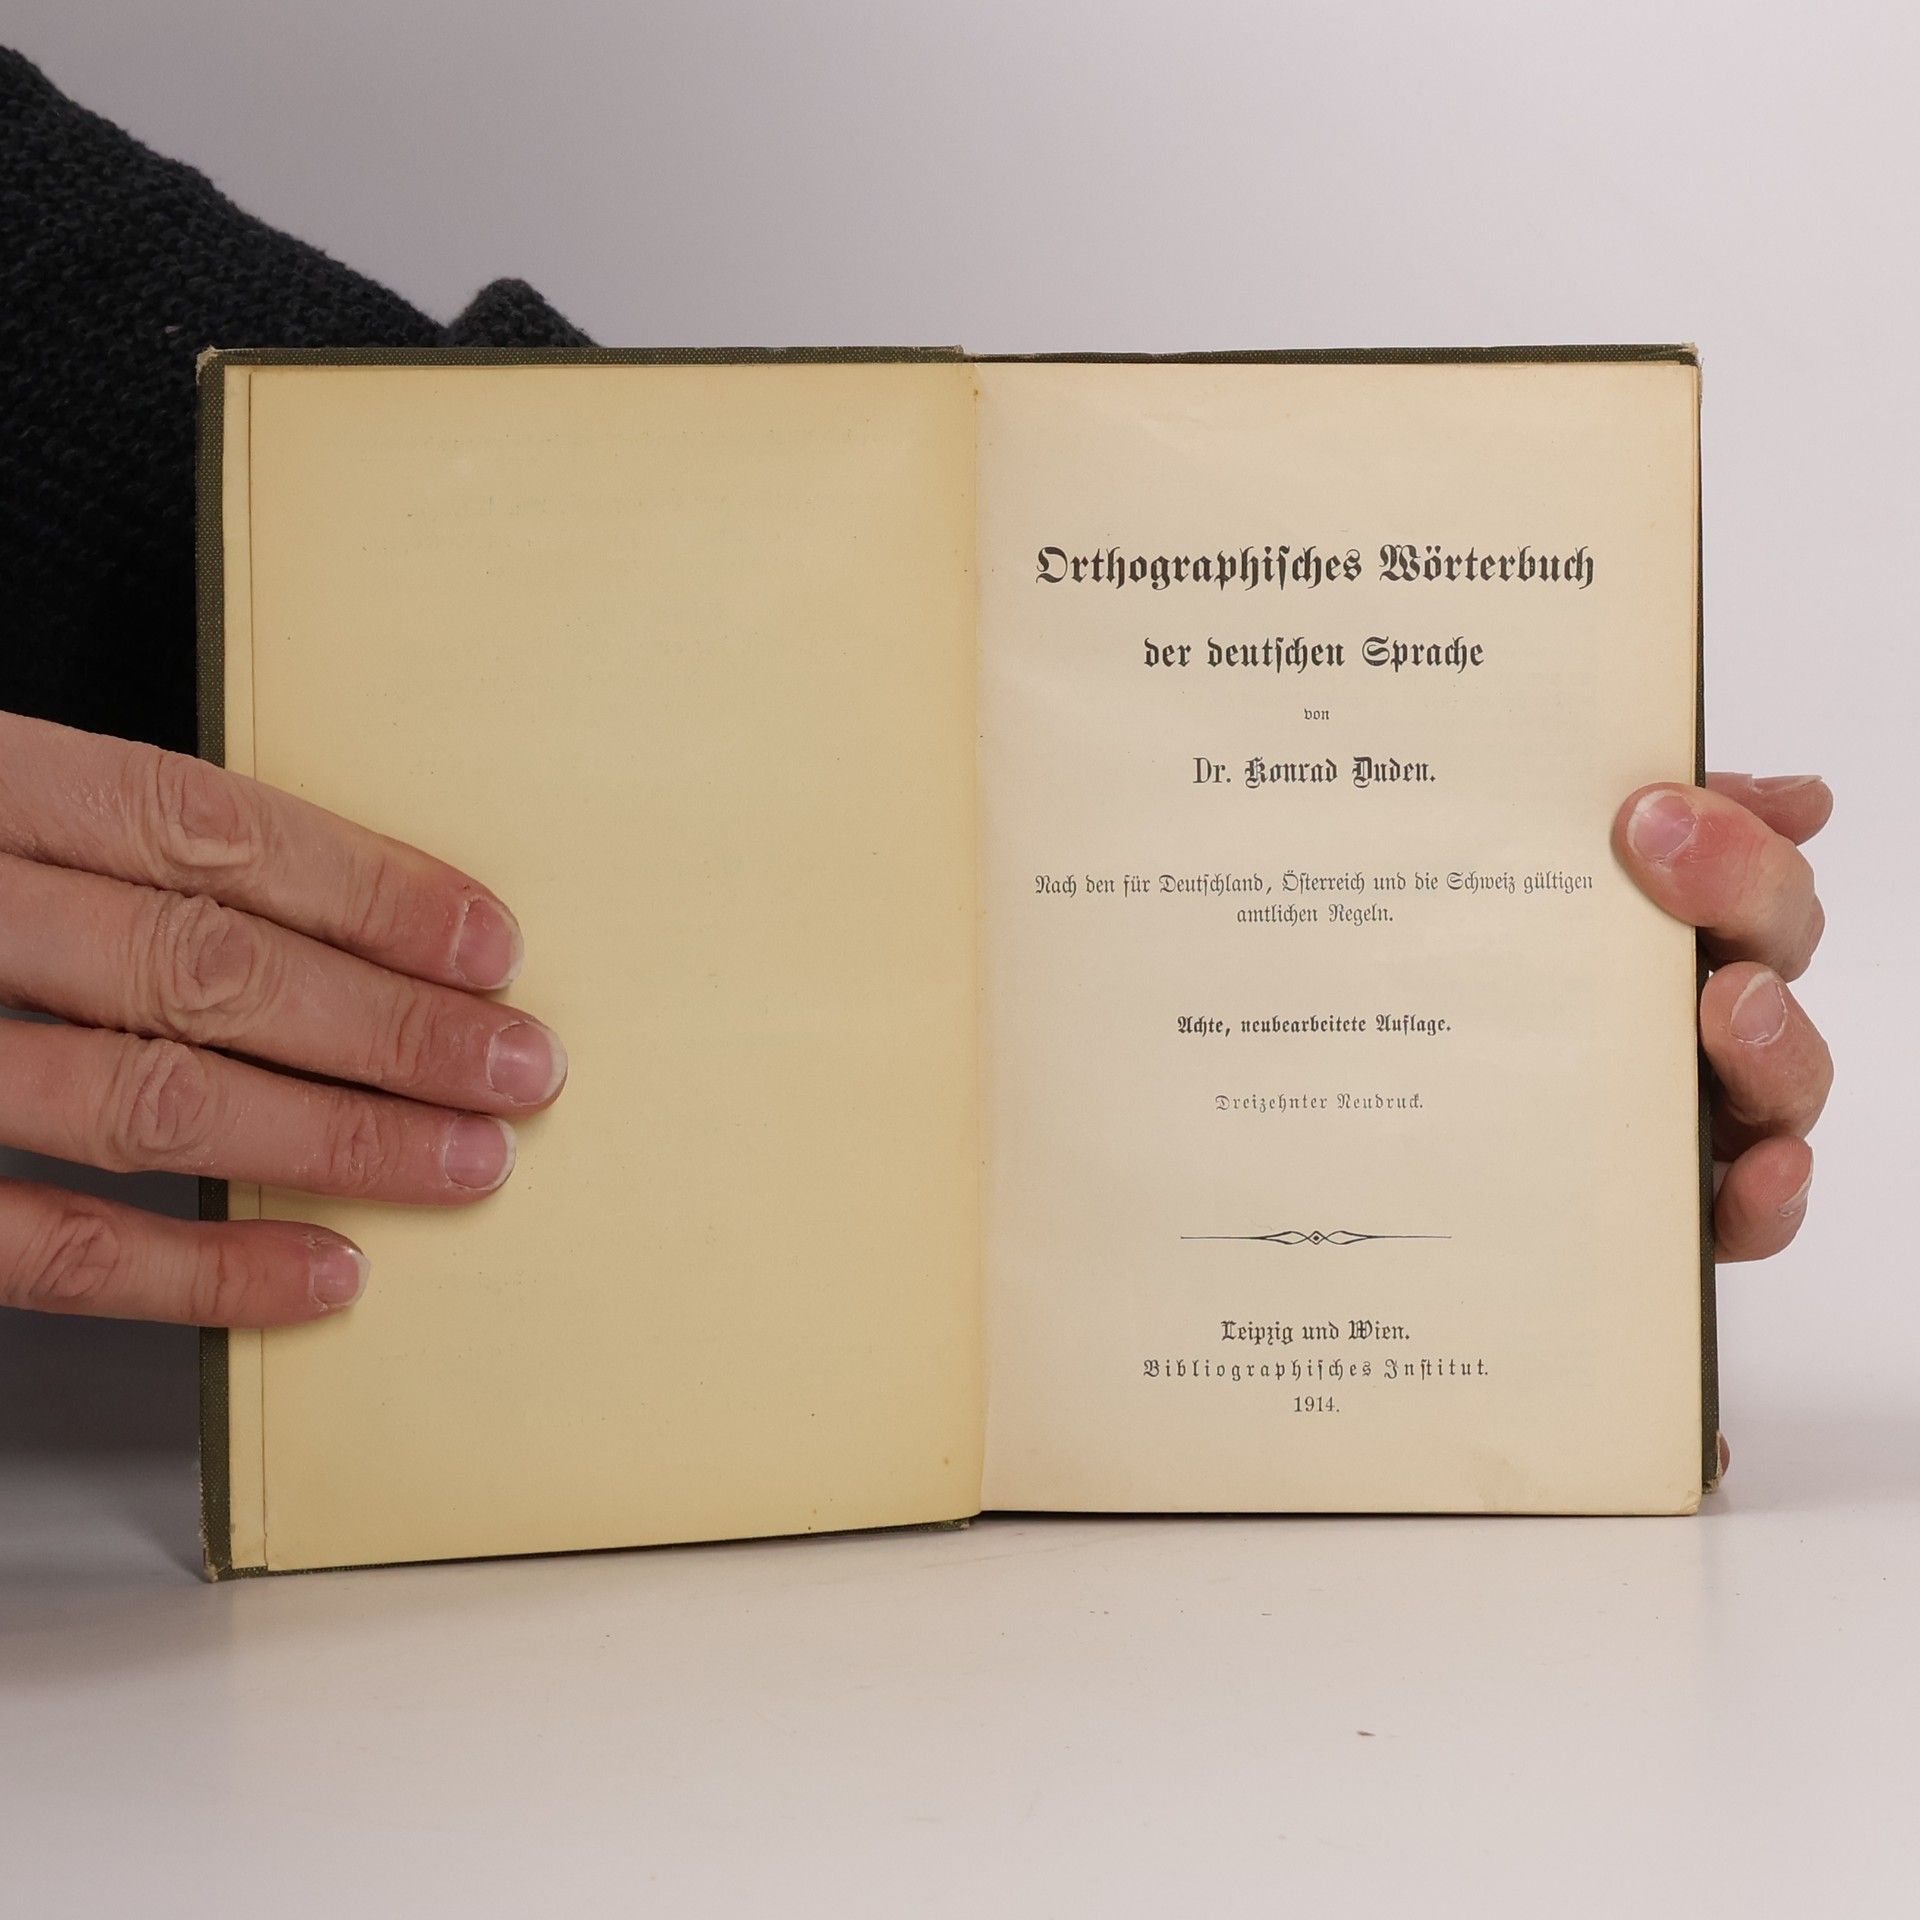 Orthographisches Wörterbuch
der deutschen Sprache
von
Dr. Konrad Duden.
Nach den für Deutschland, Österreich und die Schweiz gültigen
amtlichen Regeln.
Achte, neubearbeitete Auflage.
Dreizehnter Neudruck.
Leipzig und Wien.
Bibliographisches Institut.
1914.